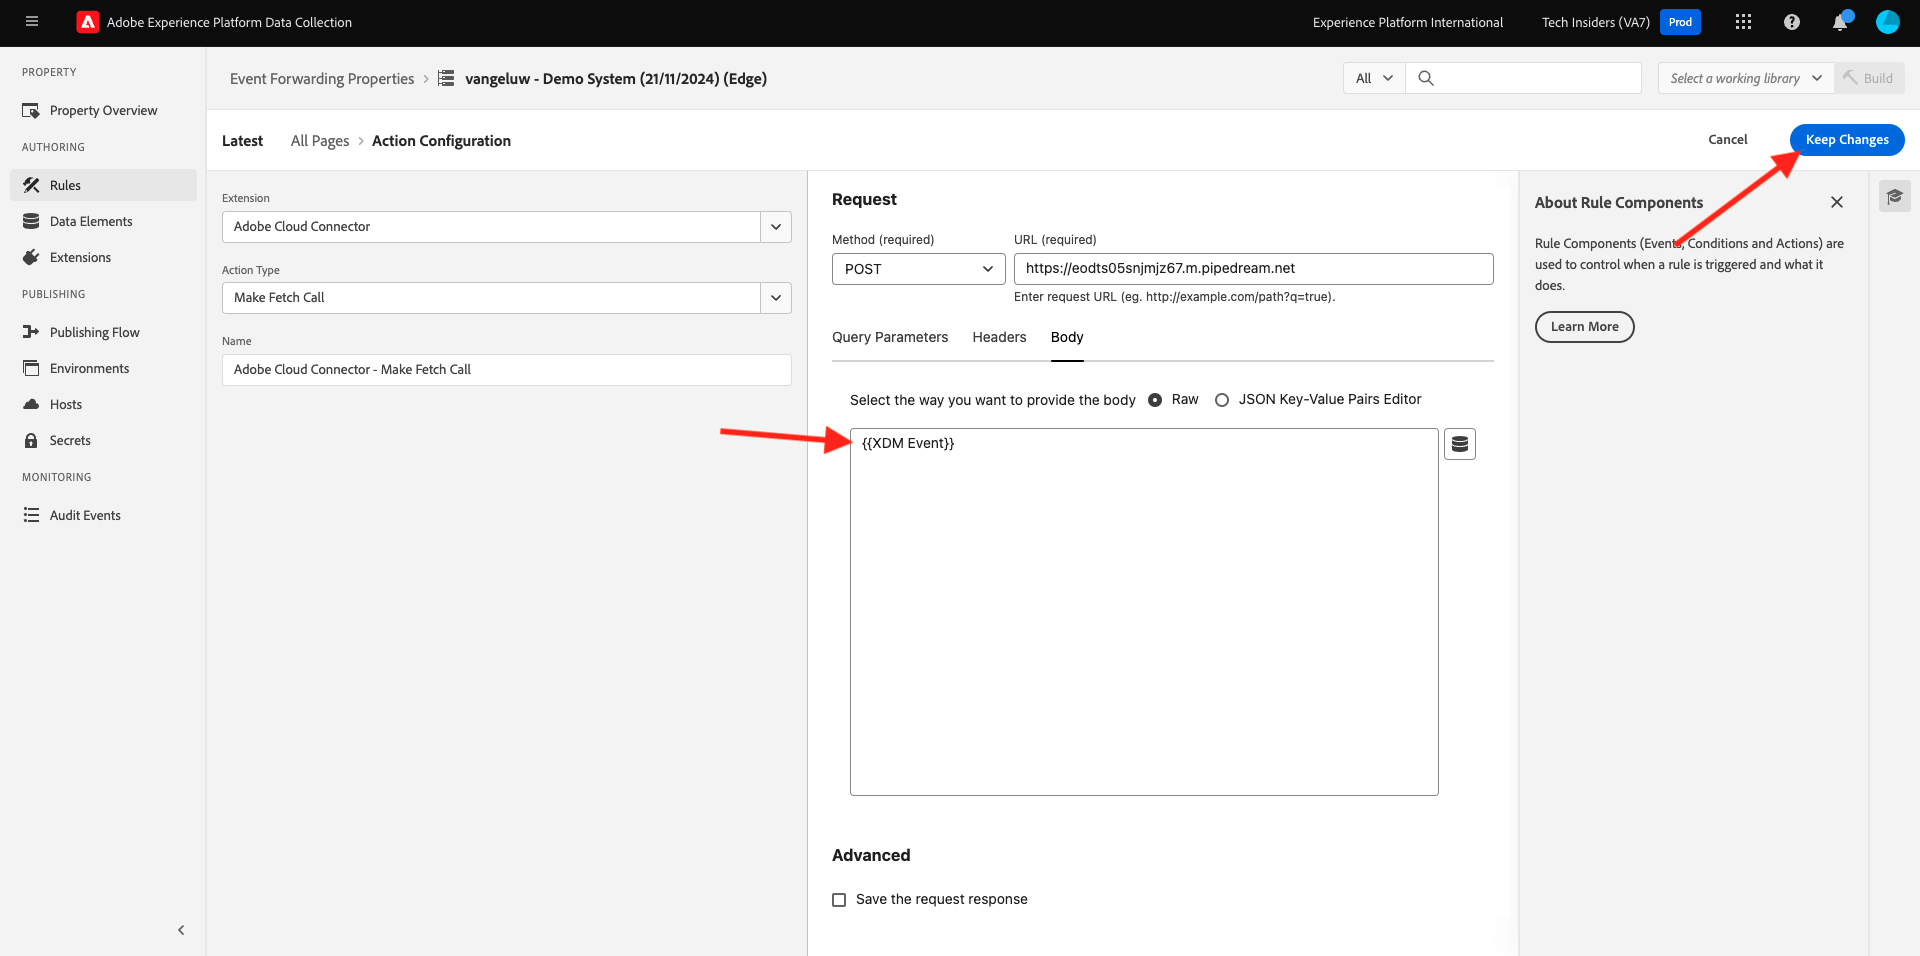 Adobe Experience Platform Data Collection
Experience Platform International
Tech Insiders (VA7)
Prod
PROPERTY
Property Overview
AUTHORING
Rules
Data Elements
Extensions
PUBLISHING
Publishing Flow
Environments
Hosts
Secrets
MONITORING
Audit Events
Event Forwarding Properties
vangeluw - Demo System (21/11/2024) (Edge)
All
Select a working library
Build
Latest
All Pages
Action Configuration
Cancel
Keep Changes
Extension
Adobe Cloud Connector
Action Type
Make Fetch Call
Name
Adobe Cloud Connector - Make Fetch Call
Request
Method (required)
POST
URL (required)
https://eodts05snjmjz67.m.pipedream.net
Enter request URL (eg. http://example.com/path?q=true).
Query Parameters
Headers
Body
Select the way you want to provide the body
Raw
JSON Key-Value Pairs Editor
{{XDM Event}}
Advanced
Save the request response
About Rule Components
Rule Components (Events, Conditions and Actions) are
used to control when a rule is triggered and what it
does.
Learn More